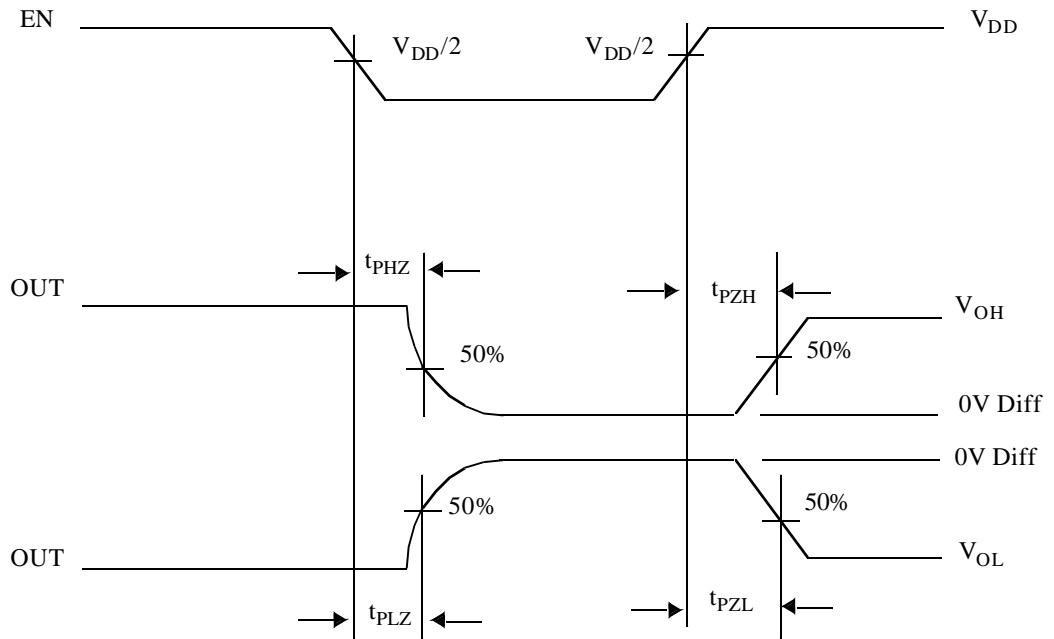 EN
V_DD/2
V_DD/2
V_DD
t_PHZ
t_PZH
OUT
V_OH
50%
50%
0V Diff
0V Diff
50%
50%
OUT
V_OL
t_PLZ
t_PZL